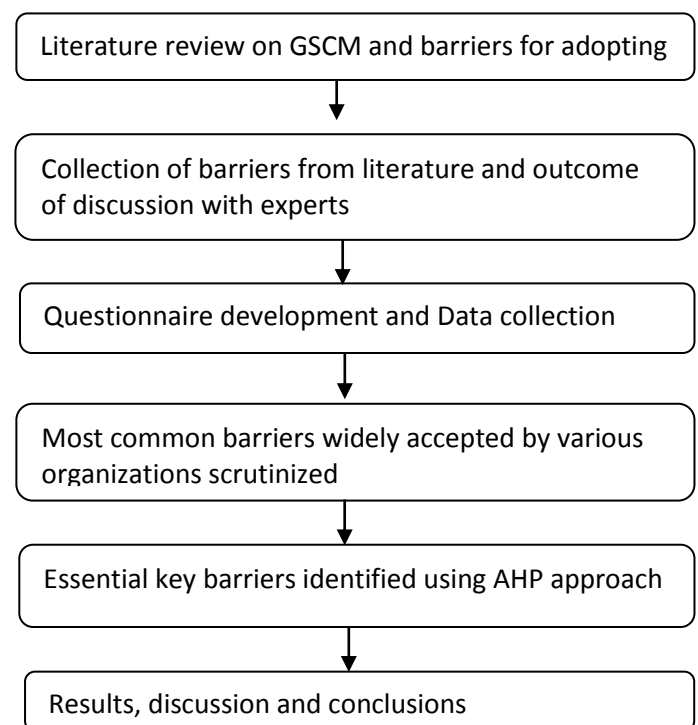 Literature review on GSCM and barriers for adopting
Collection of barriers from literature and outcome
of discussion with experts
Questionnaire development and Data collection
Most common barriers widely accepted by various
organizations scrutinized
Essential key barriers identified using AHP approach
Results, discussion and conclusions